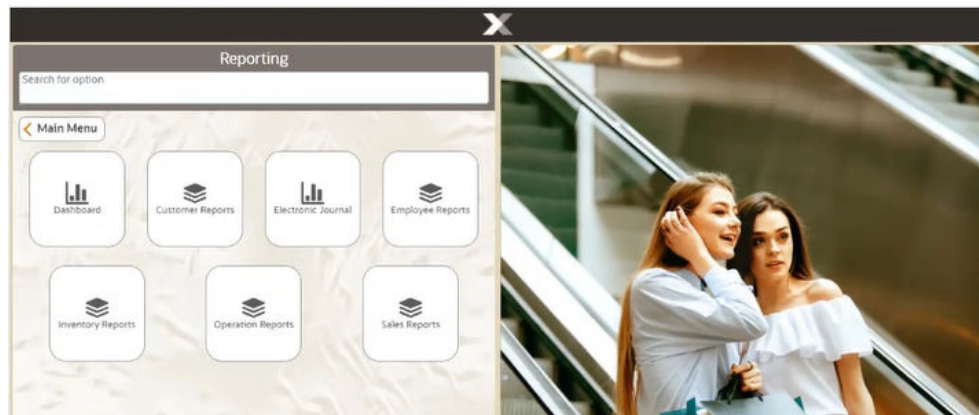 Reporting
Search for option
Main Menu
Dashboard
Customer Reports
Electronic Journal
Employee Reports
Inventory Reports
Operation Reports
Sales Reports